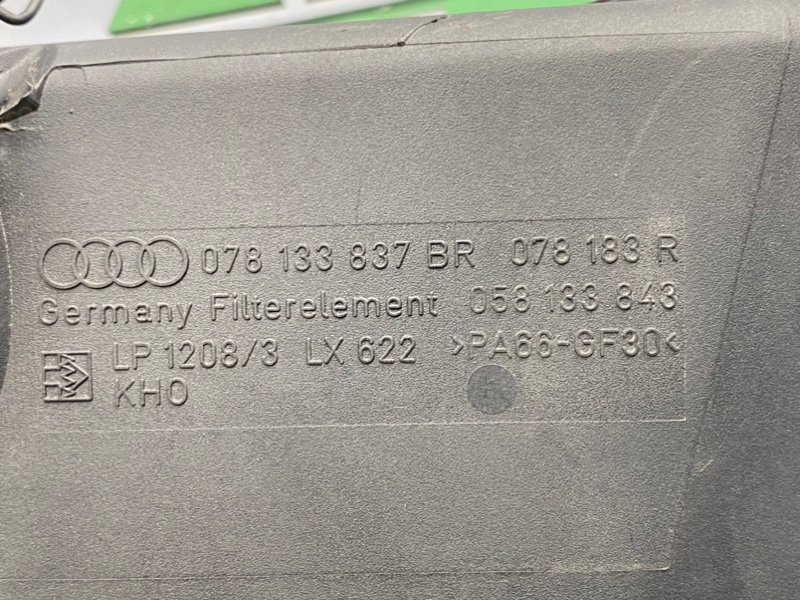 078 133 837 BR 078 183 R
Germany Filterelement 058 133 843
LP 1208/3 LX 622 >PA66-GF30<
KHO